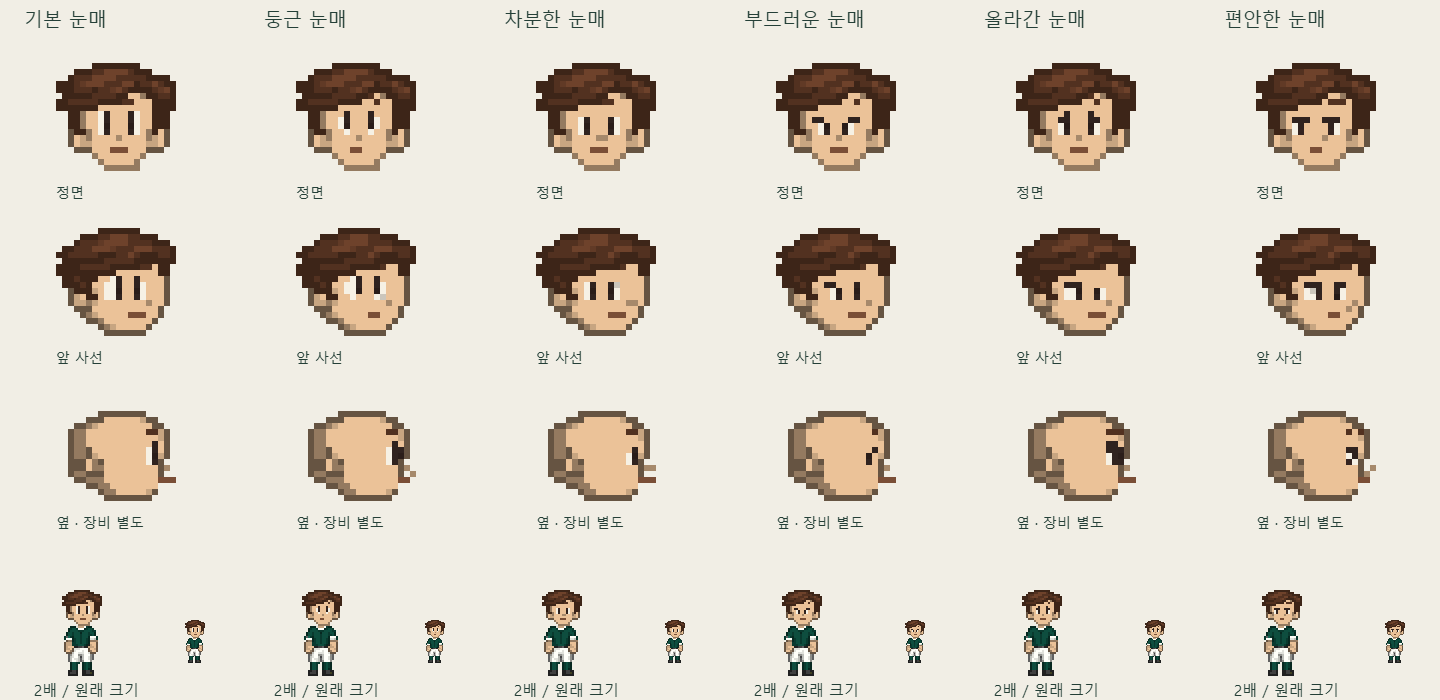 기본 눈매 둥근 눈매 차분한 눈매 부드러운 눈매 올라간 눈매 편안한 눈매
정면 정면 정면 정면 정면 정면
앞 사선 앞 사선 앞 사선 앞 사선 앞 사선 앞 사선
옆 · 장비 별도 옆 · 장비 별도 옆 · 장비 별도 옆 · 장비 별도 옆 · 장비 별도 옆 · 장비 별도
2배 / 원래 크기 2배 / 원래 크기 2배 / 원래 크기 2배 / 원래 크기 2배 / 원래 크기 2배 / 원래 크기